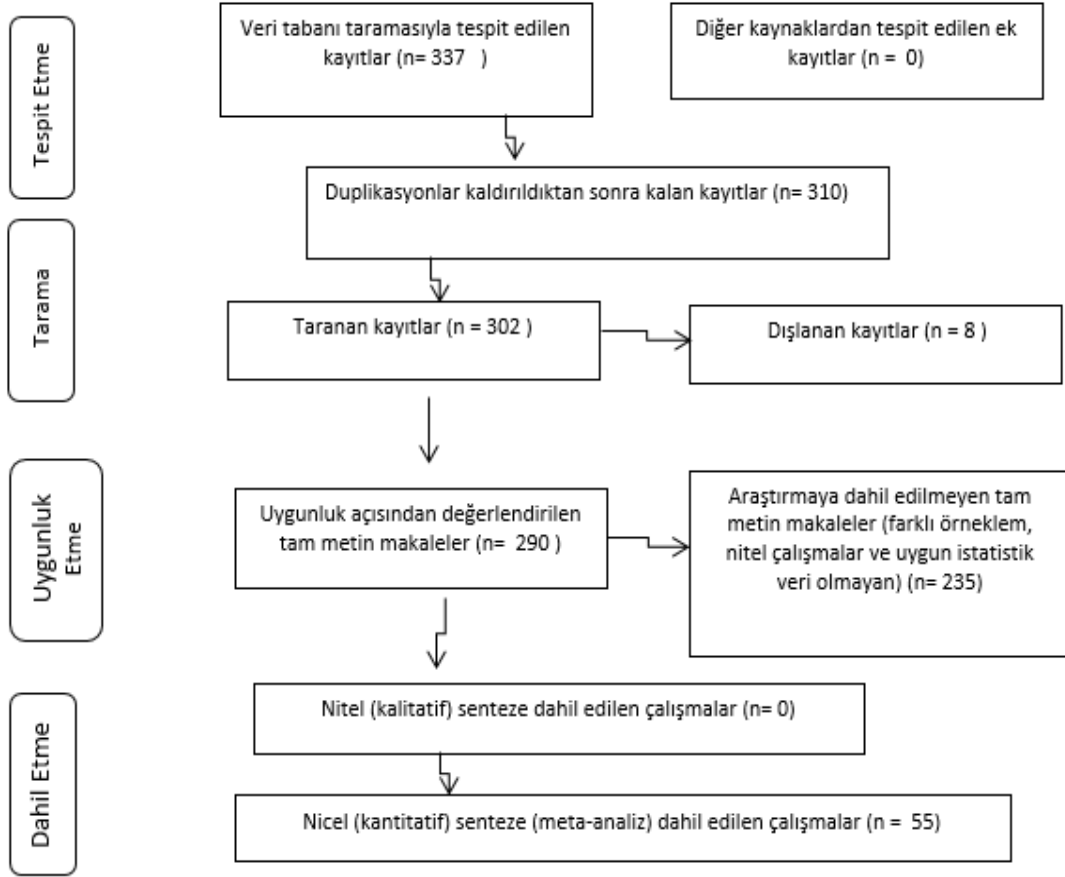 Tespit Etme
Veri tabanı taramasıyla tespit edilen
kayıtlar (n= 337 )
Diğer kaynaklardan tespit edilen ek
kayıtlar (n = 0)
Duplikasyonlar kaldırıldıktan sonra kalan kayıtlar (n= 310)
Tarama
Taranan kayıtlar (n = 302 )
Dışlanan kayıtlar (n = 8 )
Uygunluk
Etme
Uygunluk açısından değerlendirilen
tam metin makaleler (n= 290 )
Araştırmaya dahil edilmeyen tam
metin makaleler (farklı örneklem,
nitel çalışmalar ve uygun istatistik
veri olmayan) (n= 235)
Dahil Etme
Nitel (kalitatif) senteze dahil edilen çalışmalar (n= 0)
Nicel (kantitatif) senteze (meta-analiz) dahil edilen çalışmalar (n = 55)